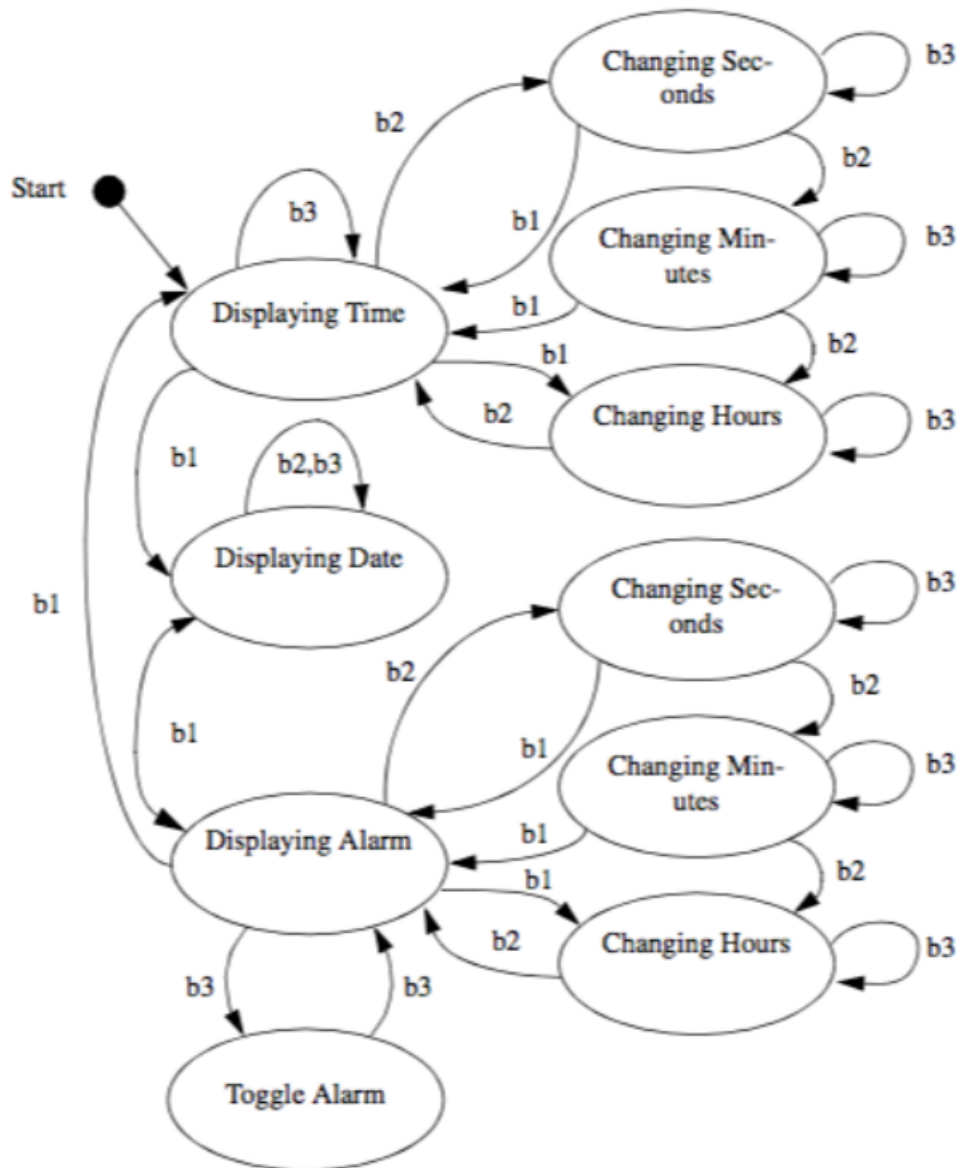 Changing Sec-
onds
b3
b2
b2
Start
b3
b1
Changing Min-
utes
b3
Displaying Time
b1
b1
b2
b2
Changing Hours
b3
b1
b2,b3
Displaying Date
b1
Changing Sec-
onds
b3
b2
b2
b1
b1
Changing Min-
utes
b3
Displaying Alarm
b1
b1
b2
b2
Changing Hours
b3
b3
b3
Toggle Alarm